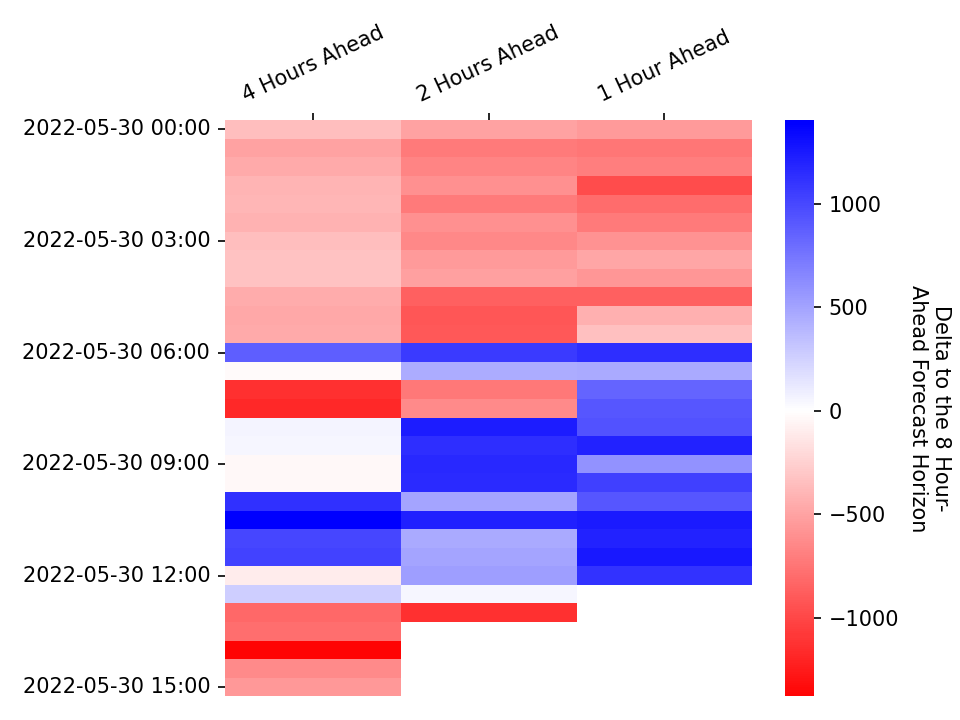 4 Hours Ahead
2 Hours Ahead
1 Hour Ahead
2022-05-30 00:00
2022-05-30 03:00
2022-05-30 06:00
2022-05-30 09:00
2022-05-30 12:00
2022-05-30 15:00
1000
500
0
−500
−1000
Delta to the 8 Hour-
Ahead Forecast Horizon